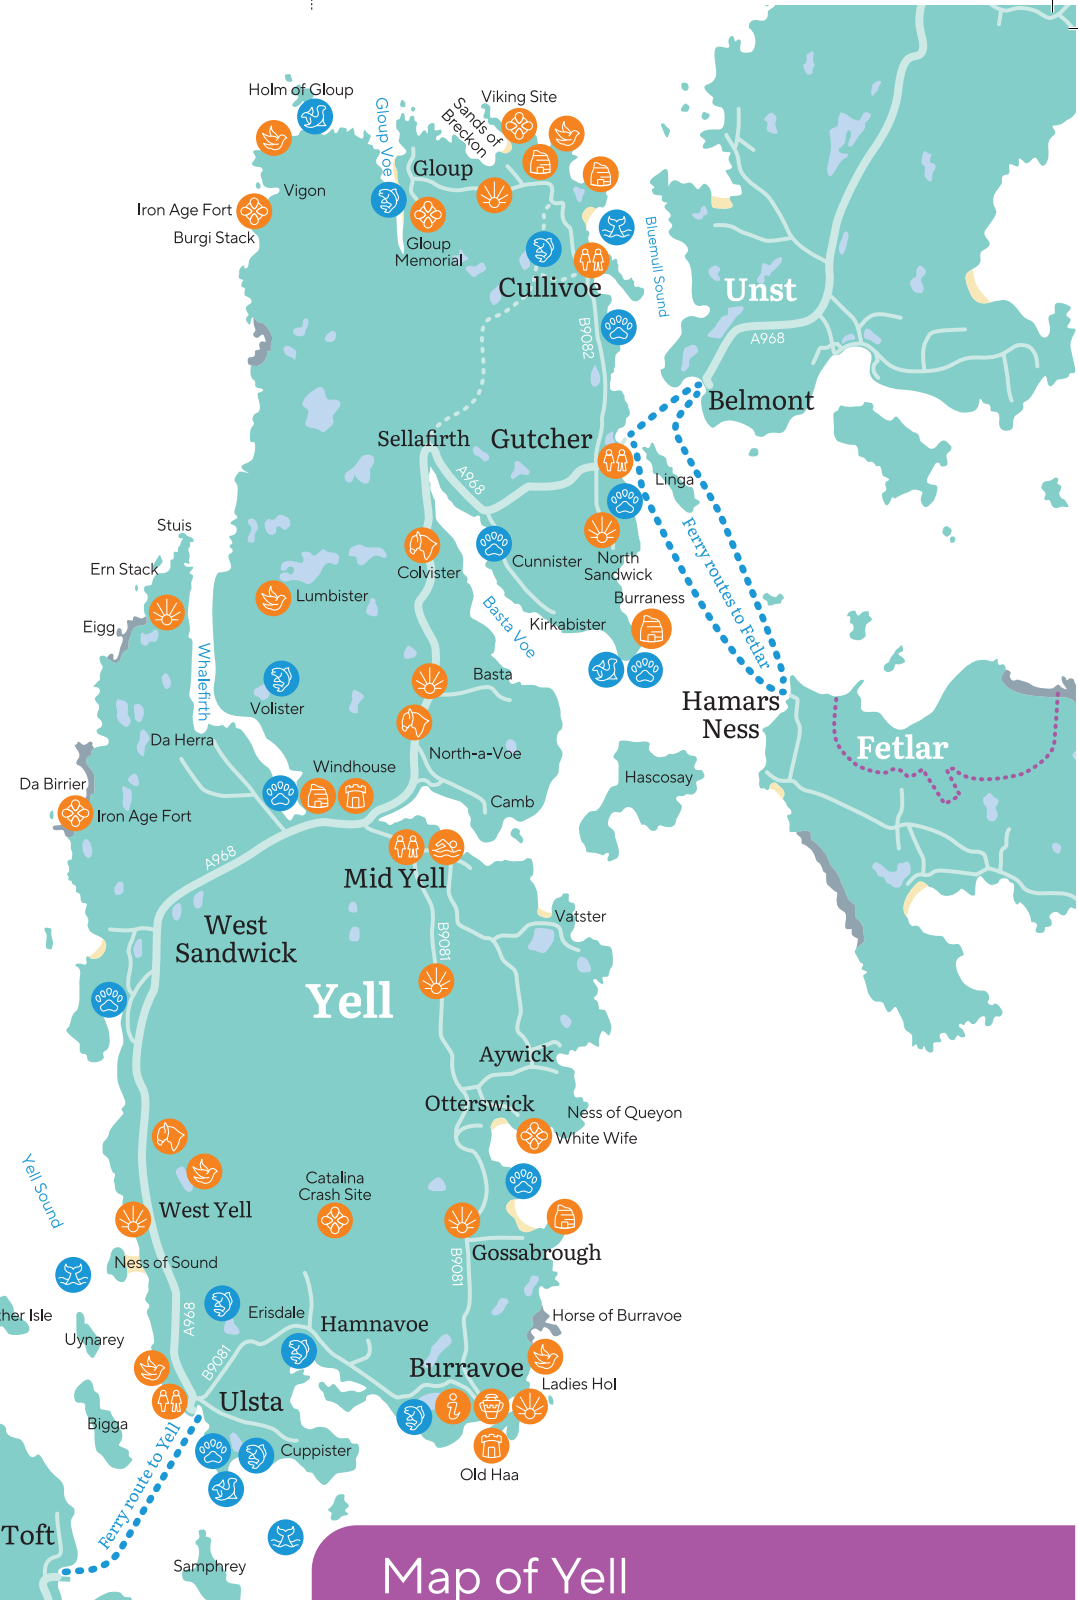 Holm of Gloup
Viking Site
Sands of
Breckon
Gloup Voe
Gloup
Vigon
Iron Age Fort
Burgi Stack
Gloup
Memorial
Bluemull Sound
Cullivoe
Unst
B9082
A968
Belmont
Sellafirth
Gutcher
A968
Linga
Stuis
Ern Stack
Colvister
Cunnister
North
Sandwick
Ferry routes to Fetlar
Lumbister
Burraness
Eigg
Kirkabister
Basta Voe
Whalefirth
Basta
Volister
Hamars
Ness
Da Herra
North-a-Voe
Fetlar
Windhouse
Hascosay
Da Birrier
Iron Age Fort
Camb
A968
Mid Yell
West
Sandwick
Vatster
B9081
Yell
Aywick
Otterswick
Ness of Queyon
White Wife
Yell Sound
Catalina
Crash Site
West Yell
Gossabrough
Ness of Sound
B9081
ther Isle
Erisdale
Horse of Burravoe
Hamnavoe
Uynarey
A968
B9081
Burravoe
Ladies Hol
Ulsta
Bigga
Cuppister
Old Haa
Ferry route to Yell
Toft
Samphrey
Map of Yell